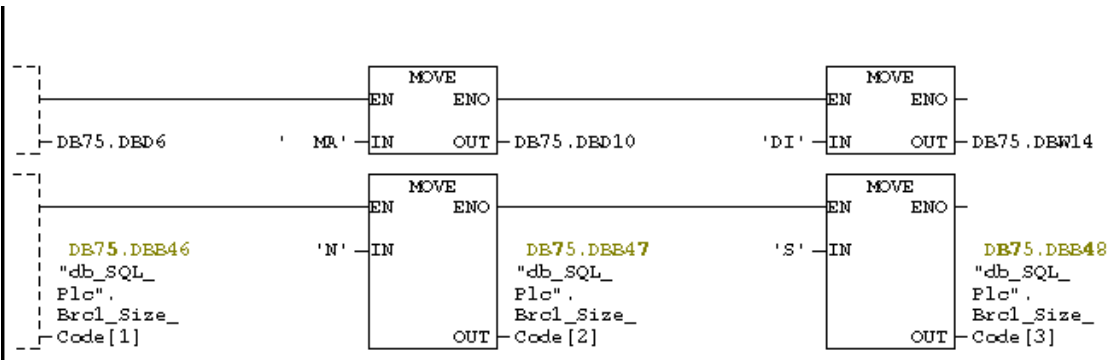 MOVE MOVE
EN ENO EN ENO
DB75.DBD6 '  MA' IN OUT DB75.DBD10 'DI' IN OUT DB75.DBW14
MOVE MOVE
EN ENO EN ENO
DB75.DBB46 'N' IN DB75.DBB47 'S' IN DB75.DBB48
"db_SQL_ "db_SQL_ "db_SQL_
Plc". Plc". Plc".
Brcl_Size_ Brcl_Size_ Brcl_Size_
Code[1] OUT Code[2] OUT Code[3]